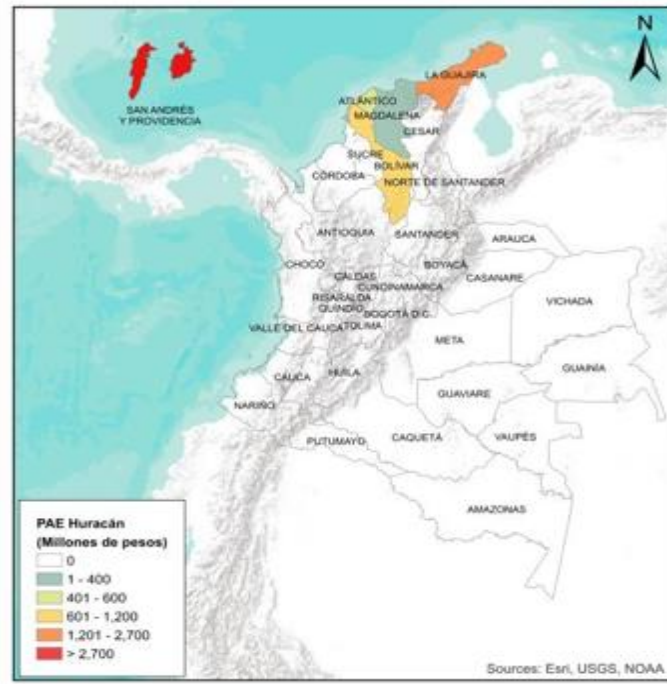 N
LA GUAJIRA
SAN ANDRÉS
Y PROVIDENCIA
ATLÁNTICO
MAGDALENA
CESAR
SUCRE
BOLÍVAR
CÓRDOBA
NORTE DE SANTANDER
ANTIOQUIA
SANTANDER
ARAUCA
CHOCÓ
BOYACÁ
CASANARE
CALDAS
CUNDINAMARCA
VICHADA
RISARALDA
QUINDÍO
BOGOTÁ D.C.
VALLE DEL CAUCA
TOLIMA
META
GUAINÍA
CAUCA
HUILA
GUAVIARE
NARIÑO
PUTUMAYO
CAQUETÁ
VAUPÉS
AMAZONAS
PAE Huracán
(Millones de pesos)
0
1 - 400
401 - 600
601 - 1,200
1,201 - 2,700
> 2,700
Sources: Esri, USGS, NOAA